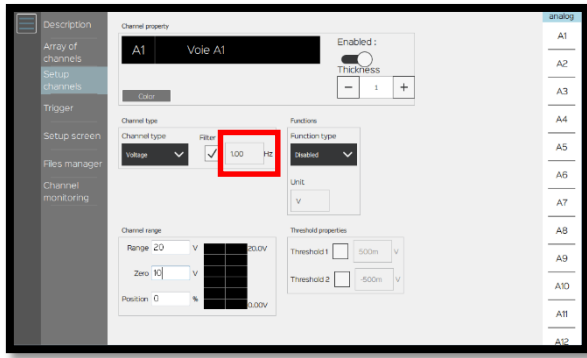 Description
Array of
channels
Setup
channels
Trigger
Setup screen
Files manager
Channel
monitoring
Channel property
A1 Voie A1
Color
Enabled :
Thickness
− 1 +
Channel type
Channel type
Filter
Voltage
1.00 Hz
Functions
Function type
Disabled
Unit
V
Channel range
Range 20 V
Zero 10 V
Position 0 %
20.0V
0.00V
Threshold properties
Threshold 1 500m V
Threshold 2 -500m V
analog
A1
A2
A3
A4
A5
A6
A7
A8
A9
A10
A11
A12